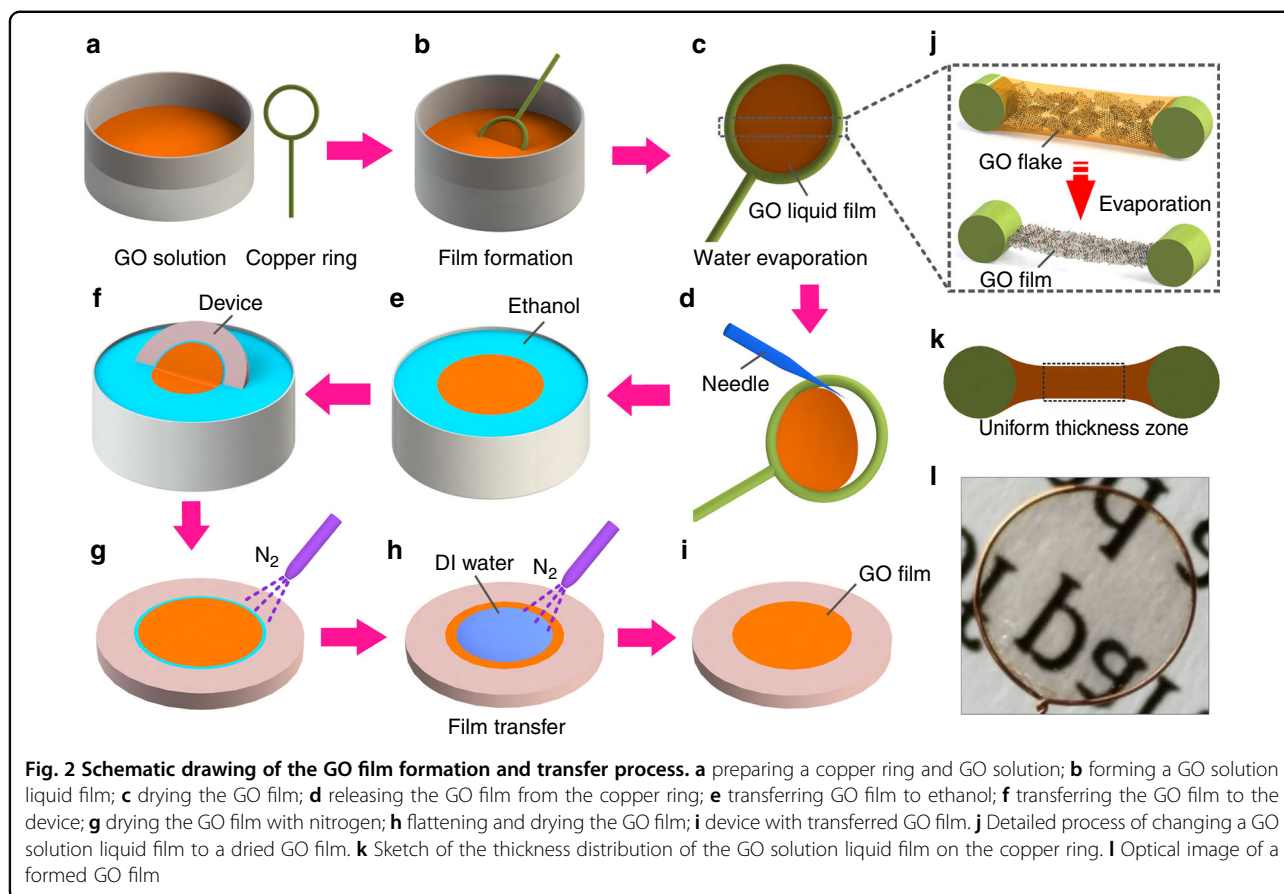 a
b
c
j
GO flake
Evaporation
GO film
GO liquid film
GO solution
Copper ring
Film formation
Water evaporation
f
Device
e
Ethanol
d
Needle
k
Uniform thickness zone
l
g
N2
h
DI water
N2
i
GO film
Film transfer
Fig. 2 Schematic drawing of the GO film formation and transfer process. a preparing a copper ring and GO solution; b forming a GO solution
liquid film; c drying the GO film; d releasing the GO film from the copper ring; e transferring GO film to ethanol; f transferring the GO film to the
device; g drying the GO film with nitrogen; h flattening and drying the GO film; i device with transferred GO film. j Detailed process of changing a GO
solution liquid film to a dried GO film. k Sketch of the thickness distribution of the GO solution liquid film on the copper ring. l Optical image of a
formed GO film